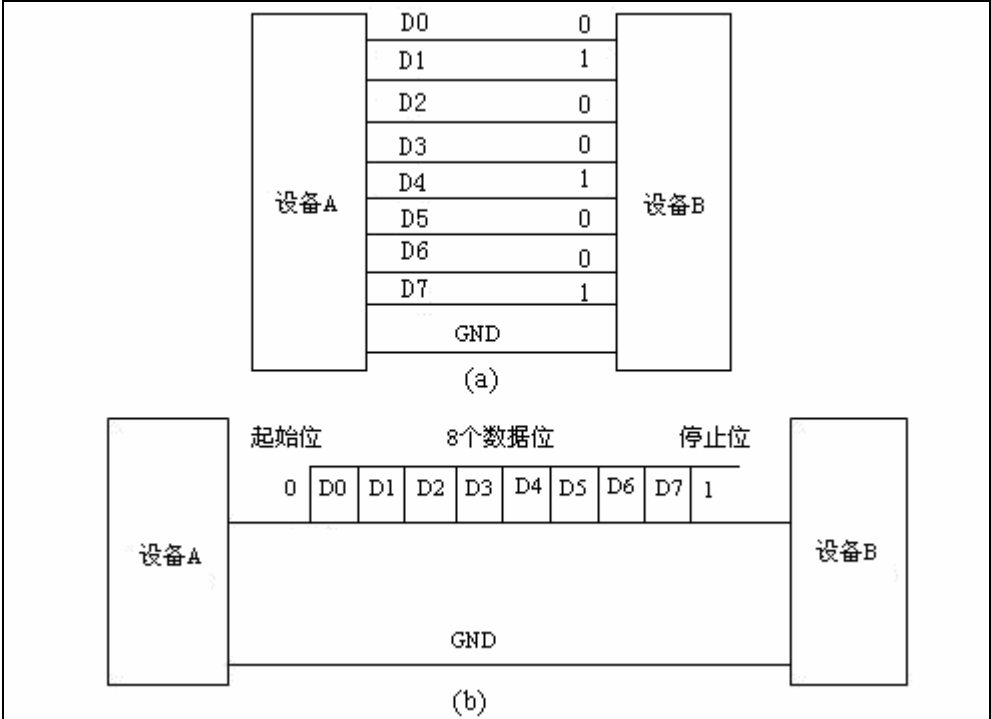 D0 0
D1 1
D2 0
D3 0
D4 1
D5 0
D6 0
D7 1
设备A
设备B
GND
(a)
起始位 8个数据位 停止位
0 D0 D1 D2 D3 D4 D5 D6 D7 1
设备A
设备B
GND
(b)